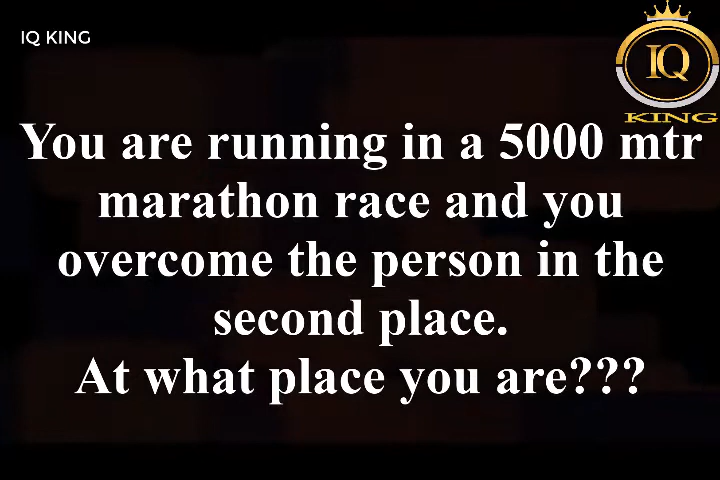 IQ KING
IQ
KING
You are running in a 5000 mtr
marathon race and you
overcome the person in the
second place.
At what place you are???